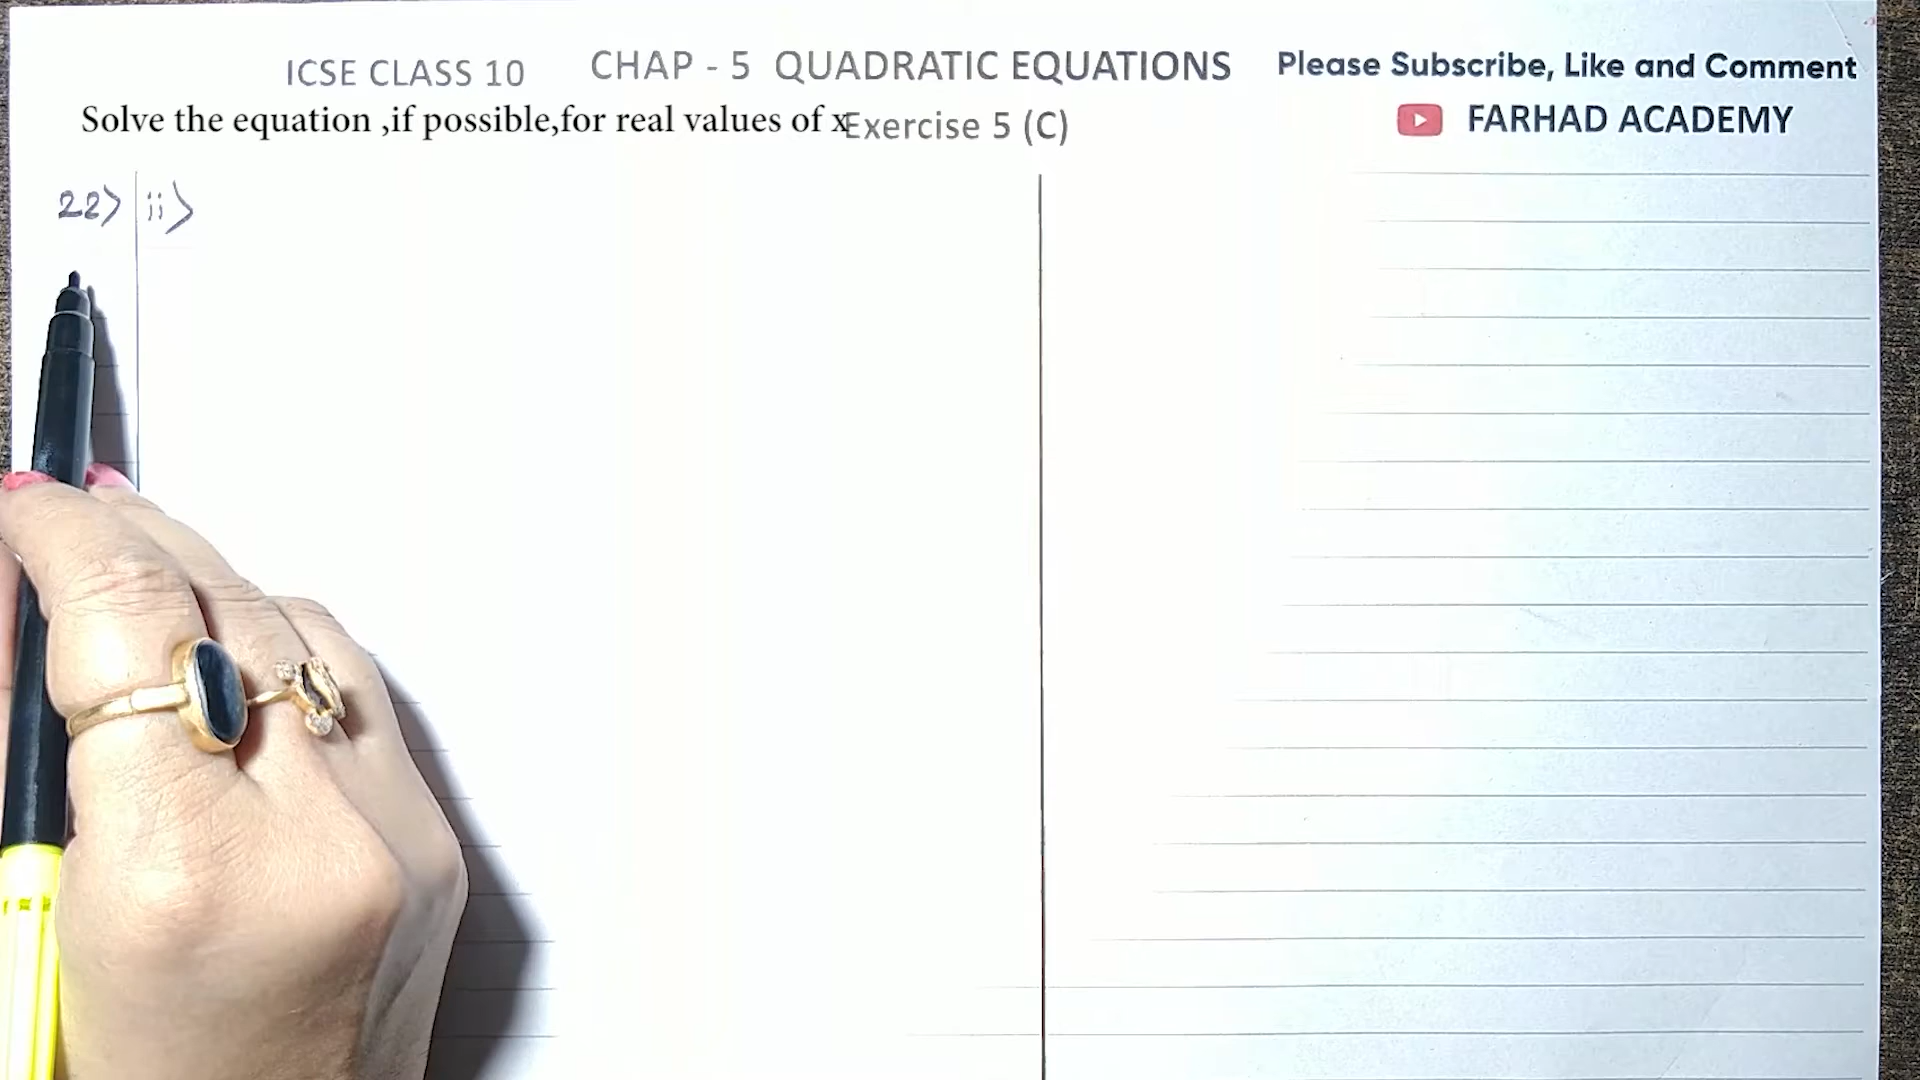 ICSE CLASS 10 CHAP - 5 QUADRATIC EQUATIONS Please Subscribe, Like and Comment
Solve the equation ,if possible,for real values of x Exercise 5 (C) FARHAD ACADEMY
22> ii>